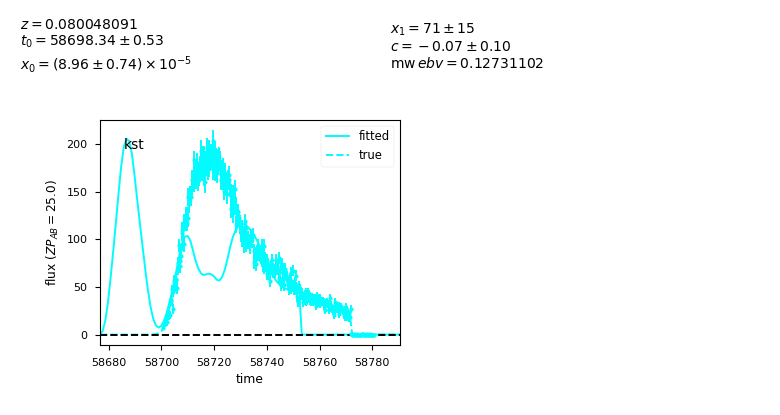 z = 0.080048091
t₀ = 58698.34 ± 0.53
x₀ = (8.96 ± 0.74) × 10⁻⁵
x₁ = 71 ± 15
c = −0.07 ± 0.10
mw ebv = 0.12731102
kst
fitted
true
flux (ZP_AB = 25.0)
200
150
100
50
0
58680 58700 58720 58740 58760 58780
time